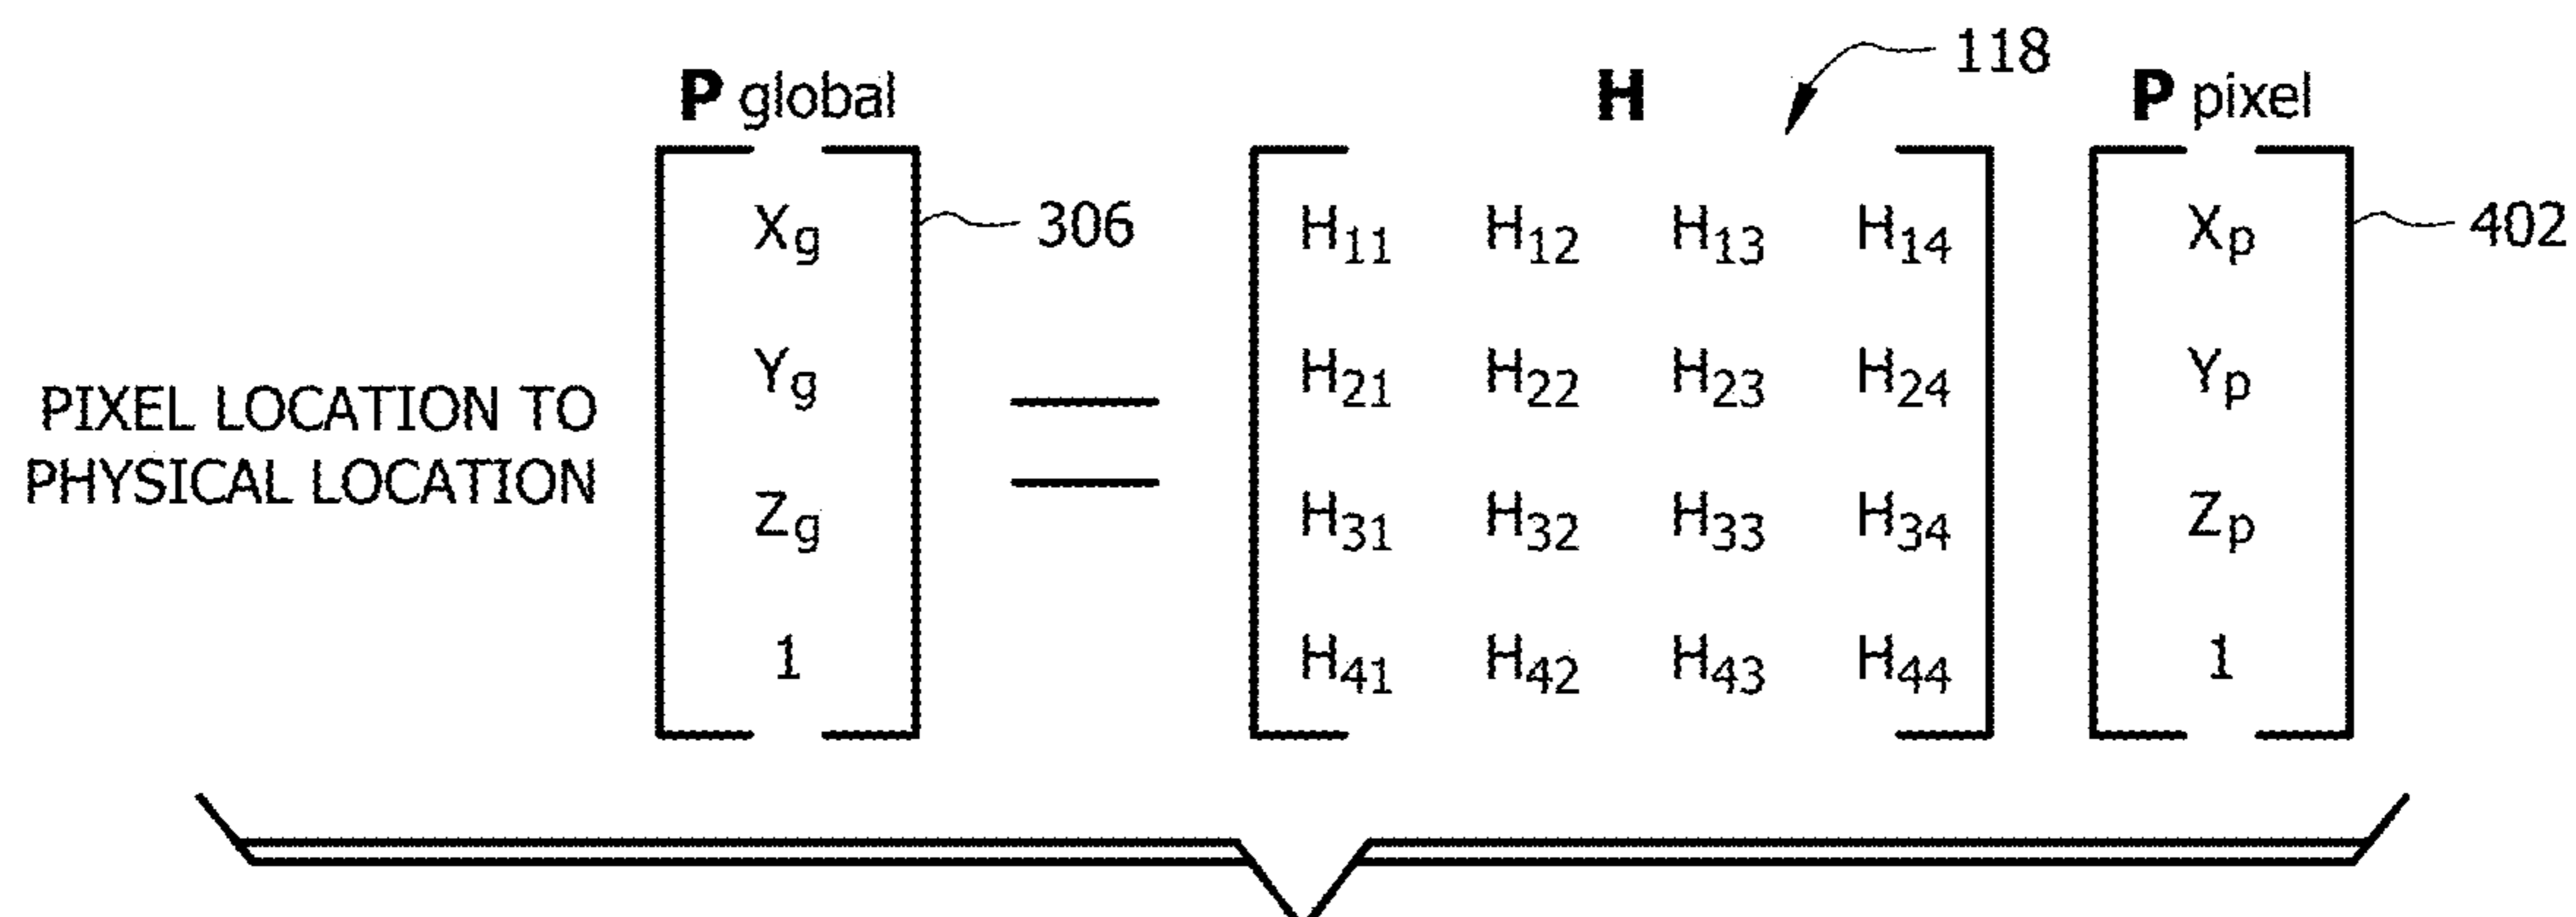 118
P global H P pixel
Xg 306 H11 H12 H13 H14 Xp 402
Yg H21 H22 H23 H24 Yp
PIXEL LOCATION TO
=
PHYSICAL LOCATION
Zg H31 H32 H33 H34 Zp
1 H41 H42 H43 H44 1